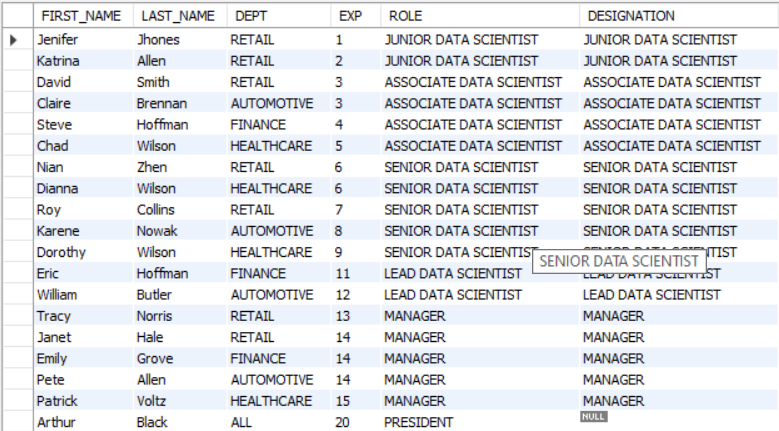 FIRST_NAME LAST_NAME DEPT EXP ROLE DESIGNATION
Jenifer Jhones RETAIL 1 JUNIOR DATA SCIENTIST JUNIOR DATA SCIENTIST
Katrina Allen RETAIL 2 JUNIOR DATA SCIENTIST JUNIOR DATA SCIENTIST
David Smith RETAIL 3 ASSOCIATE DATA SCIENTIST ASSOCIATE DATA SCIENTIST
Claire Brennan AUTOMOTIVE 3 ASSOCIATE DATA SCIENTIST ASSOCIATE DATA SCIENTIST
Steve Hoffman FINANCE 4 ASSOCIATE DATA SCIENTIST ASSOCIATE DATA SCIENTIST
Chad Wilson HEALTHCARE 5 ASSOCIATE DATA SCIENTIST ASSOCIATE DATA SCIENTIST
Nian Zhen RETAIL 6 SENIOR DATA SCIENTIST SENIOR DATA SCIENTIST
Dianna Wilson HEALTHCARE 6 SENIOR DATA SCIENTIST SENIOR DATA SCIENTIST
Roy Collins RETAIL 7 SENIOR DATA SCIENTIST SENIOR DATA SCIENTIST
Karene Nowak AUTOMOTIVE 8 SENIOR DATA SCIENTIST SENIOR DATA SCIENTIST
Dorothy Wilson HEALTHCARE 9 SENIOR DATA SCIENTIST SENIOR DATA SCIENTIST
SENIOR DATA SCIENTIST
Eric Hoffman FINANCE 11 LEAD DATA SCIENTIST LEAD DATA SCIENTIST
William Butler AUTOMOTIVE 12 LEAD DATA SCIENTIST LEAD DATA SCIENTIST
Tracy Norris RETAIL 13 MANAGER MANAGER
Janet Hale RETAIL 14 MANAGER MANAGER
Emily Grove FINANCE 14 MANAGER MANAGER
Pete Allen AUTOMOTIVE 14 MANAGER MANAGER
Patrick Voltz HEALTHCARE 15 MANAGER MANAGER
Arthur Black ALL 20 PRESIDENT NULL